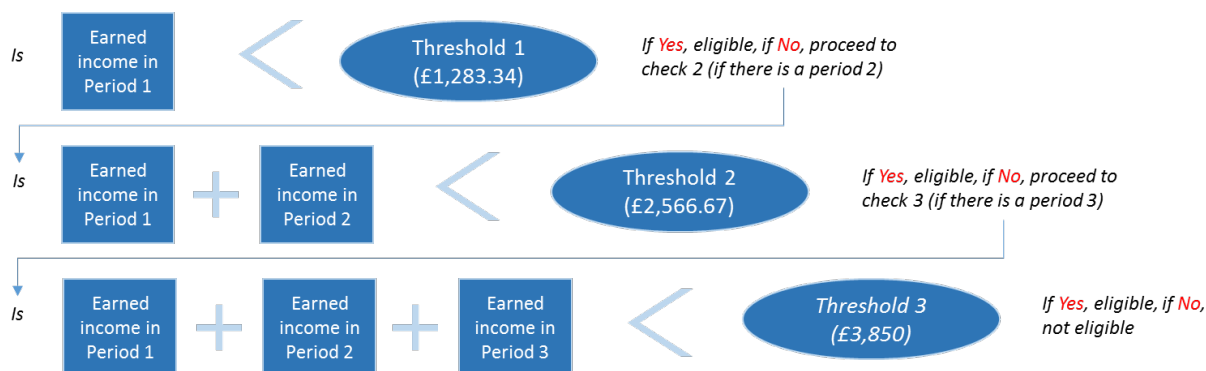 Is
Earned
income in
Period 1
<
Threshold 1
(£1,283.34)
If Yes, eligible, if No, proceed to
check 2 (if there is a period 2)
Is
Earned
income in
Period 1
+
Earned
income in
Period 2
<
Threshold 2
(£2,566.67)
If Yes, eligible, if No, proceed to
check 3 (if there is a period 3)
Is
Earned
income in
Period 1
+
Earned
income in
Period 2
+
Earned
income in
Period 3
<
Threshold 3
(£3,850)
If Yes, eligible, if No,
not eligible